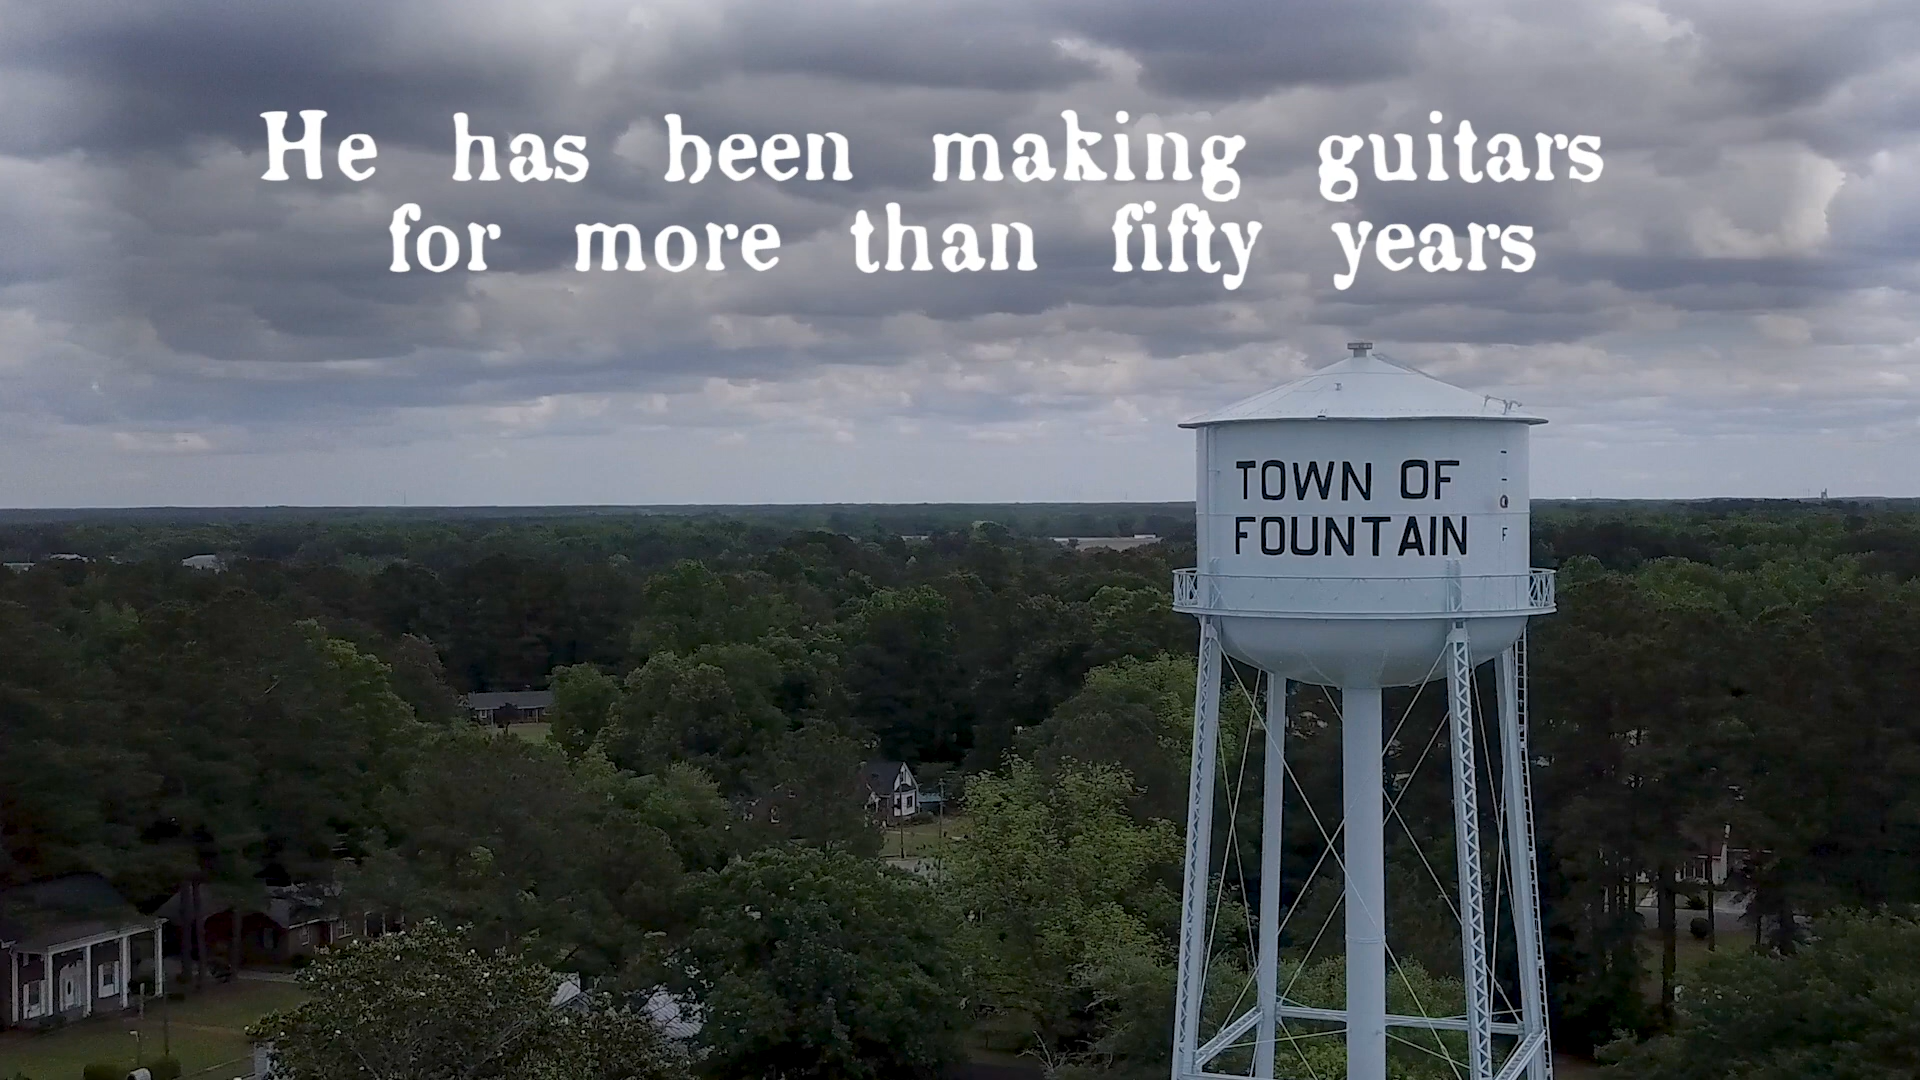 He has been making guitars
for more than fifty years
TOWN OF
FOUNTAIN